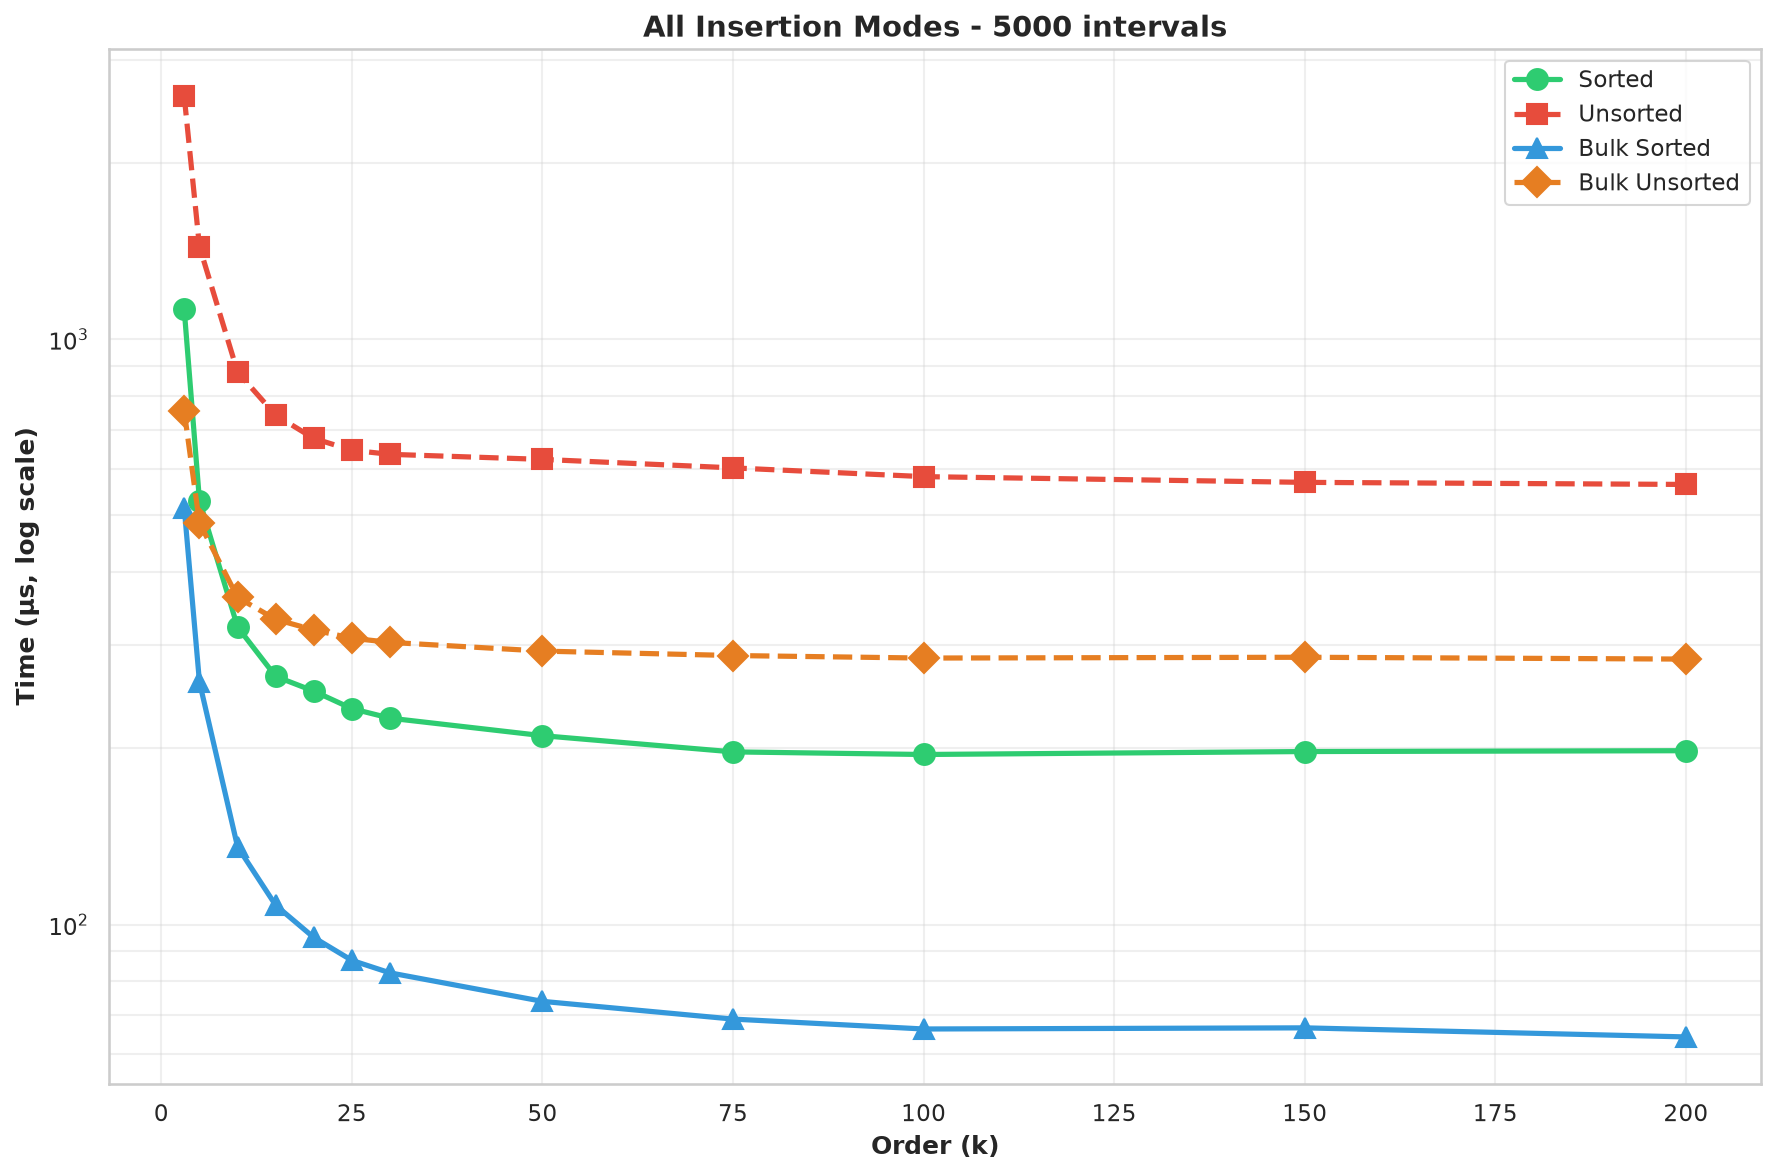 All Insertion Modes - 5000 intervals
Sorted
Unsorted
Bulk Sorted
Bulk Unsorted
Time (µs, log scale)
10³
10²
0 25 50 75 100 125 150 175 200
Order (k)